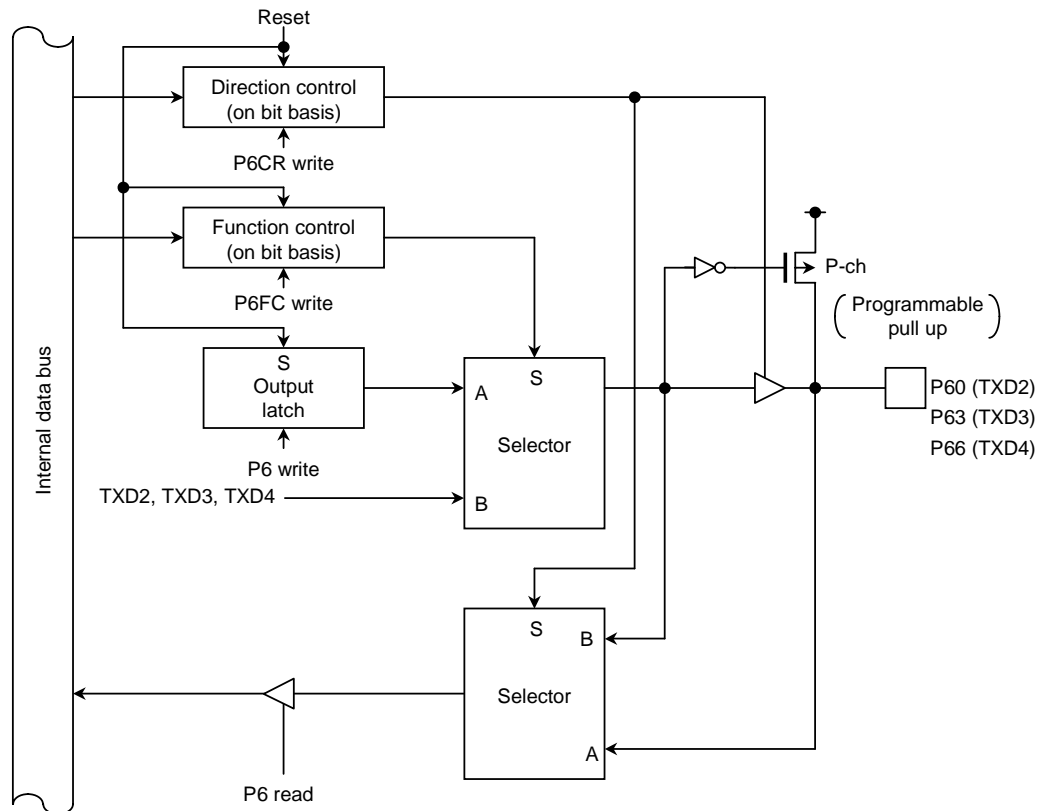 Reset
Direction control
(on bit basis)
P6CR write
Function control
(on bit basis)
P6FC write
S
Output
latch
P6 write
TXD2, TXD3, TXD4
S
A
Selector
B
P-ch
Programmable
pull up
P60 (TXD2)
P63 (TXD3)
P66 (TXD4)
Internal data bus
S
B
Selector
A
P6 read